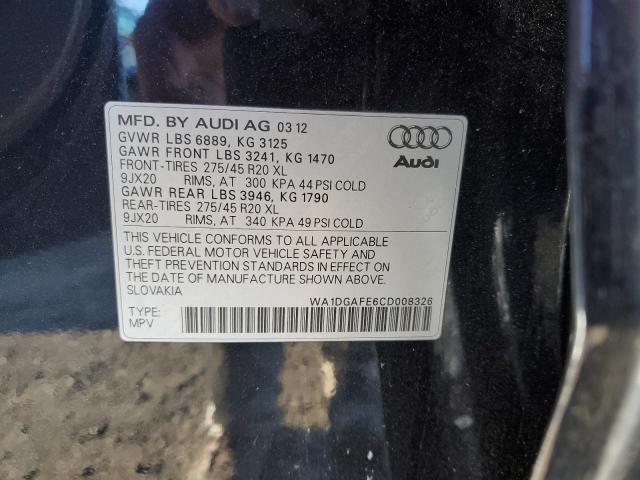 MFD. BY AUDI AG 03 12
GVWR LBS 6889, KG 3125
GAWR FRONT LBS 3241, KG 1470
FRONT-TIRES 275/45 R20 XL
9JX20 RIMS, AT 300 KPA 44 PSI COLD
GAWR REAR LBS 3946, KG 1790
REAR-TIRES 275/45 R20 XL
9JX20 RIMS, AT 340 KPA 49 PSI COLD
Audi
THIS VEHICLE CONFORMS TO ALL APPLICABLE
U.S. FEDERAL MOTOR VEHICLE SAFETY AND
THEFT PREVENTION STANDARDS IN EFFECT ON
THE DATE OF MANUFACTURE SHOWN ABOVE.
SLOVAKIA
WA1DGAFE6CD008326
TYPE:
MPV